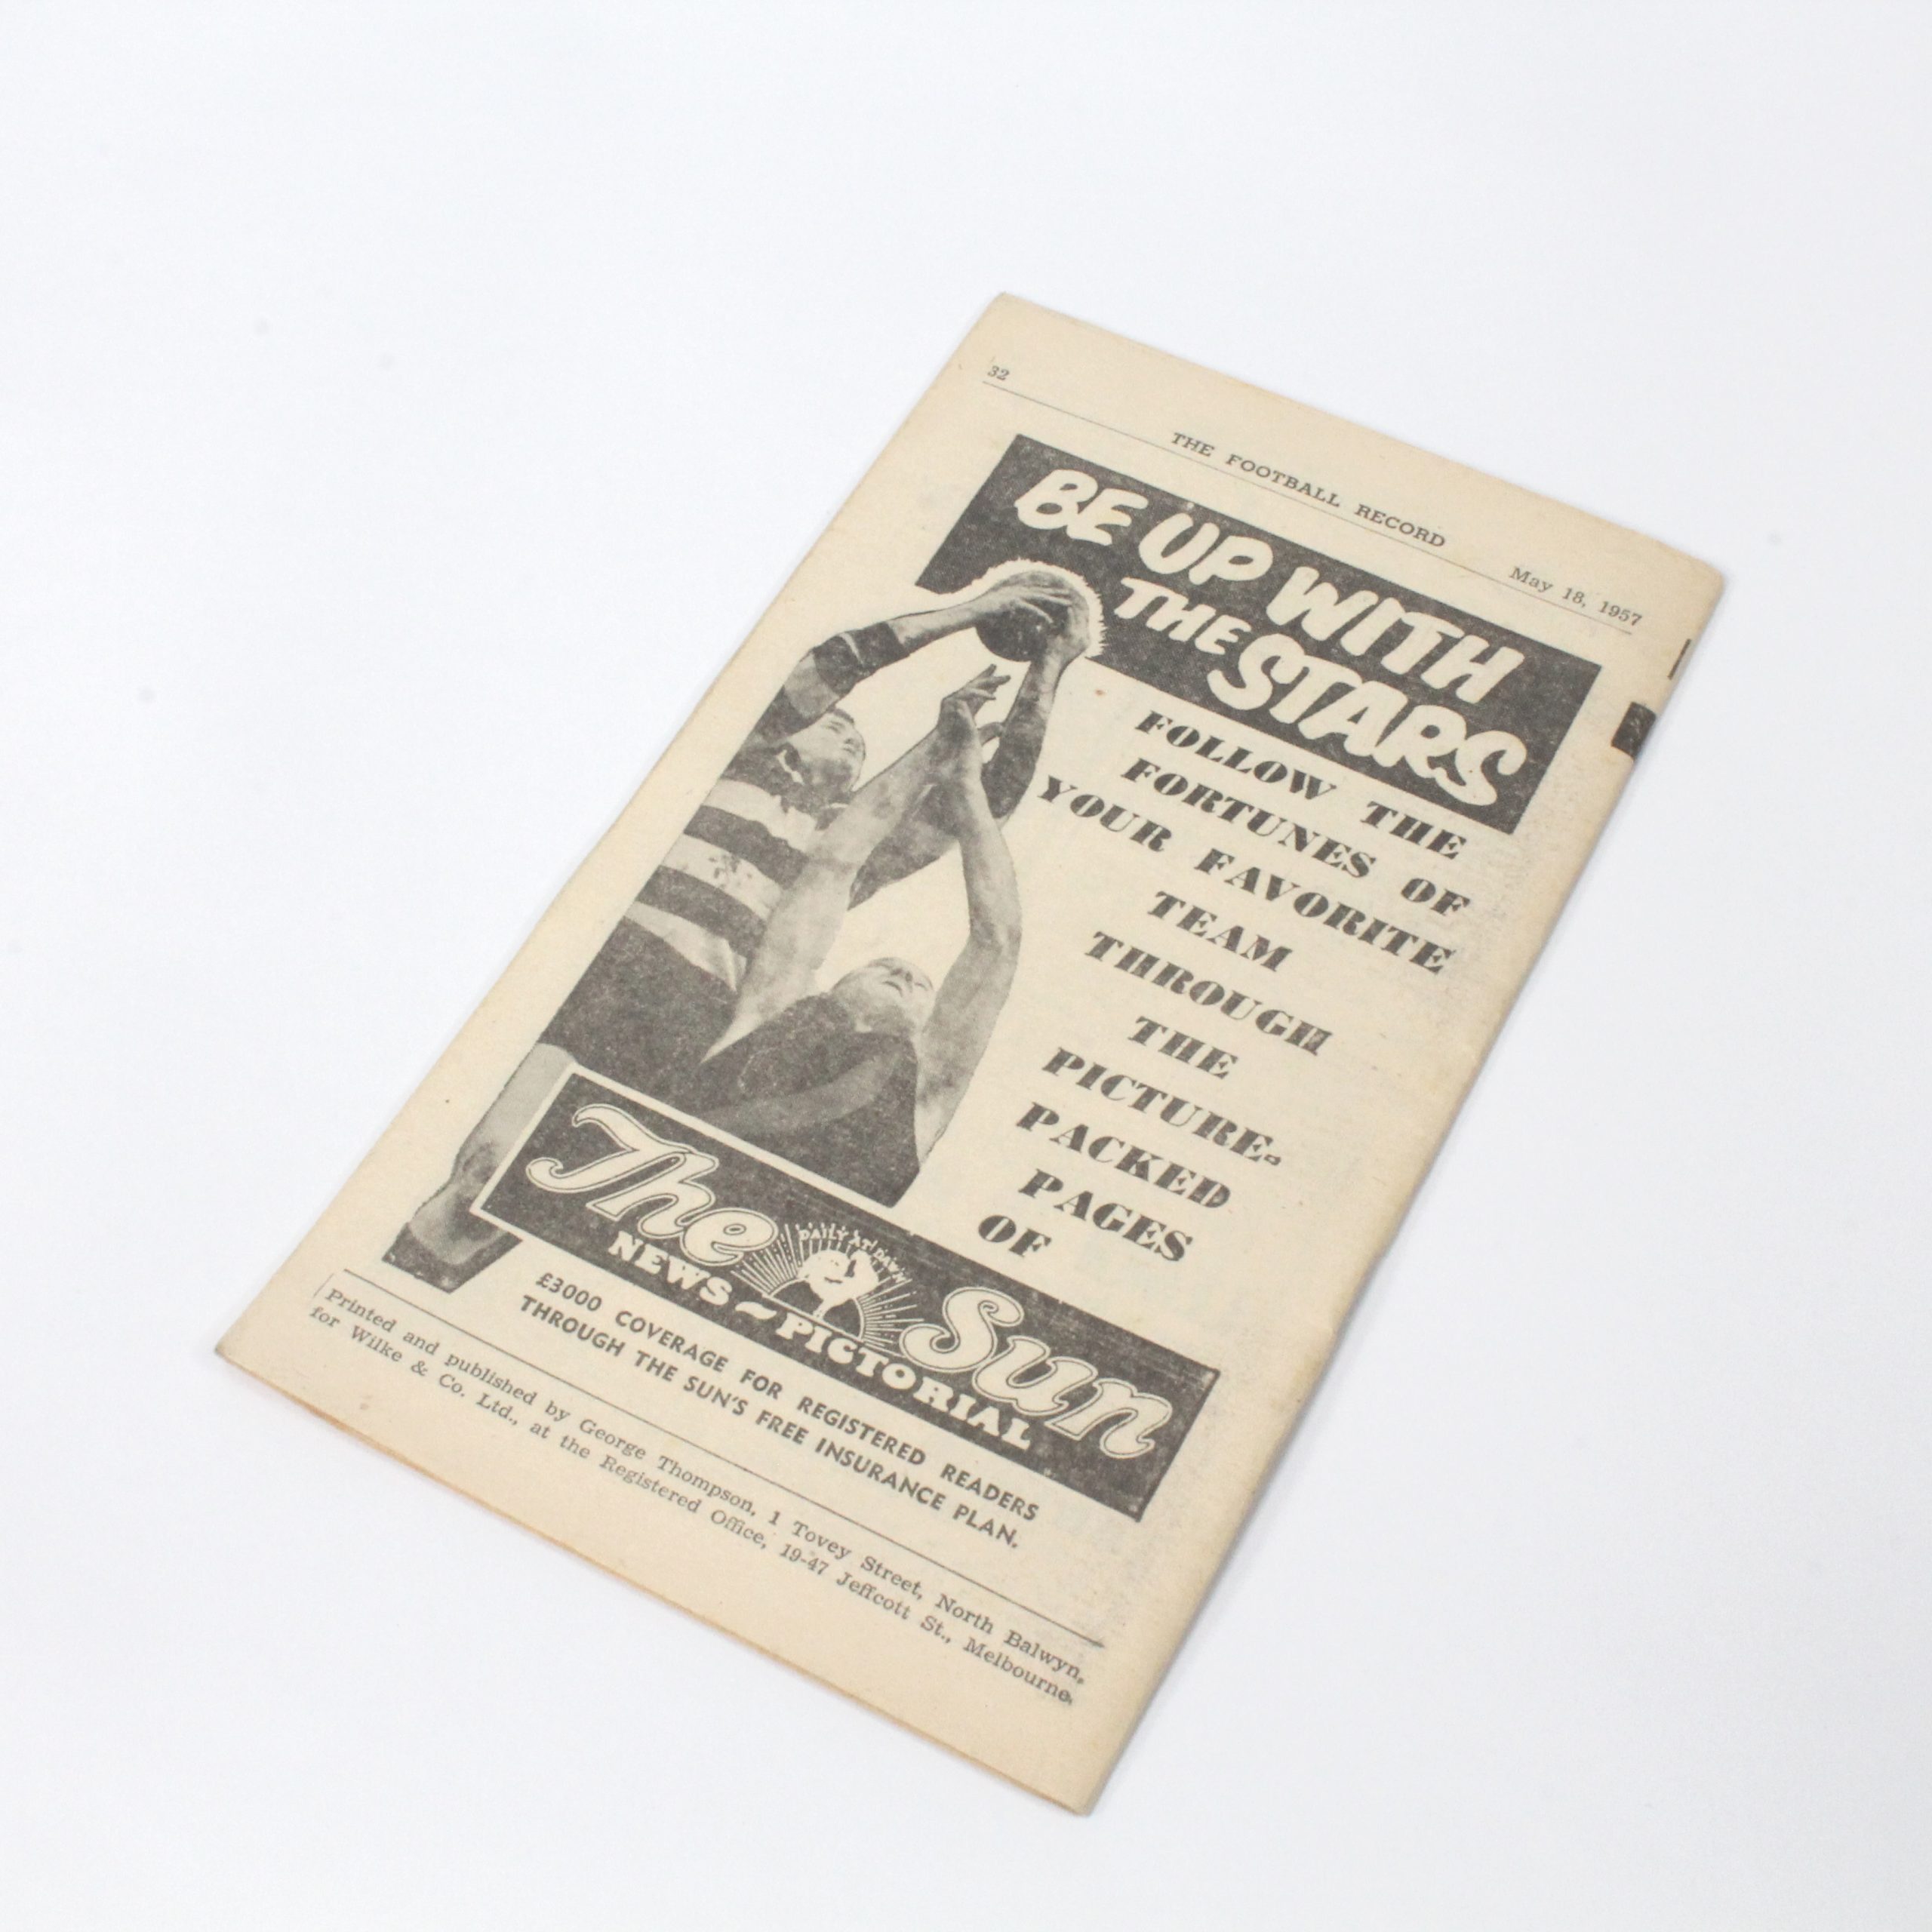 32
THE FOOTBALL RECORD
May 18, 1957
BE UP WITH
THE STARS
FOLLOW THE
FORTUNES OF
YOUR FAVORITE
TEAM
THROUGH
THE
PICTURE-
PACKED
PAGES
OF
The Sun
DAILY AT DAWN
NEWS ~ PICTORIAL
£3000 COVERAGE FOR REGISTERED READERS
THROUGH THE SUN'S FREE INSURANCE PLAN.
Printed and published by George Thompson, 1 Tovey Street, North Balwyn,
for Wilke & Co. Ltd., at the Registered Office, 19-47 Jeffcott St., Melbourne.